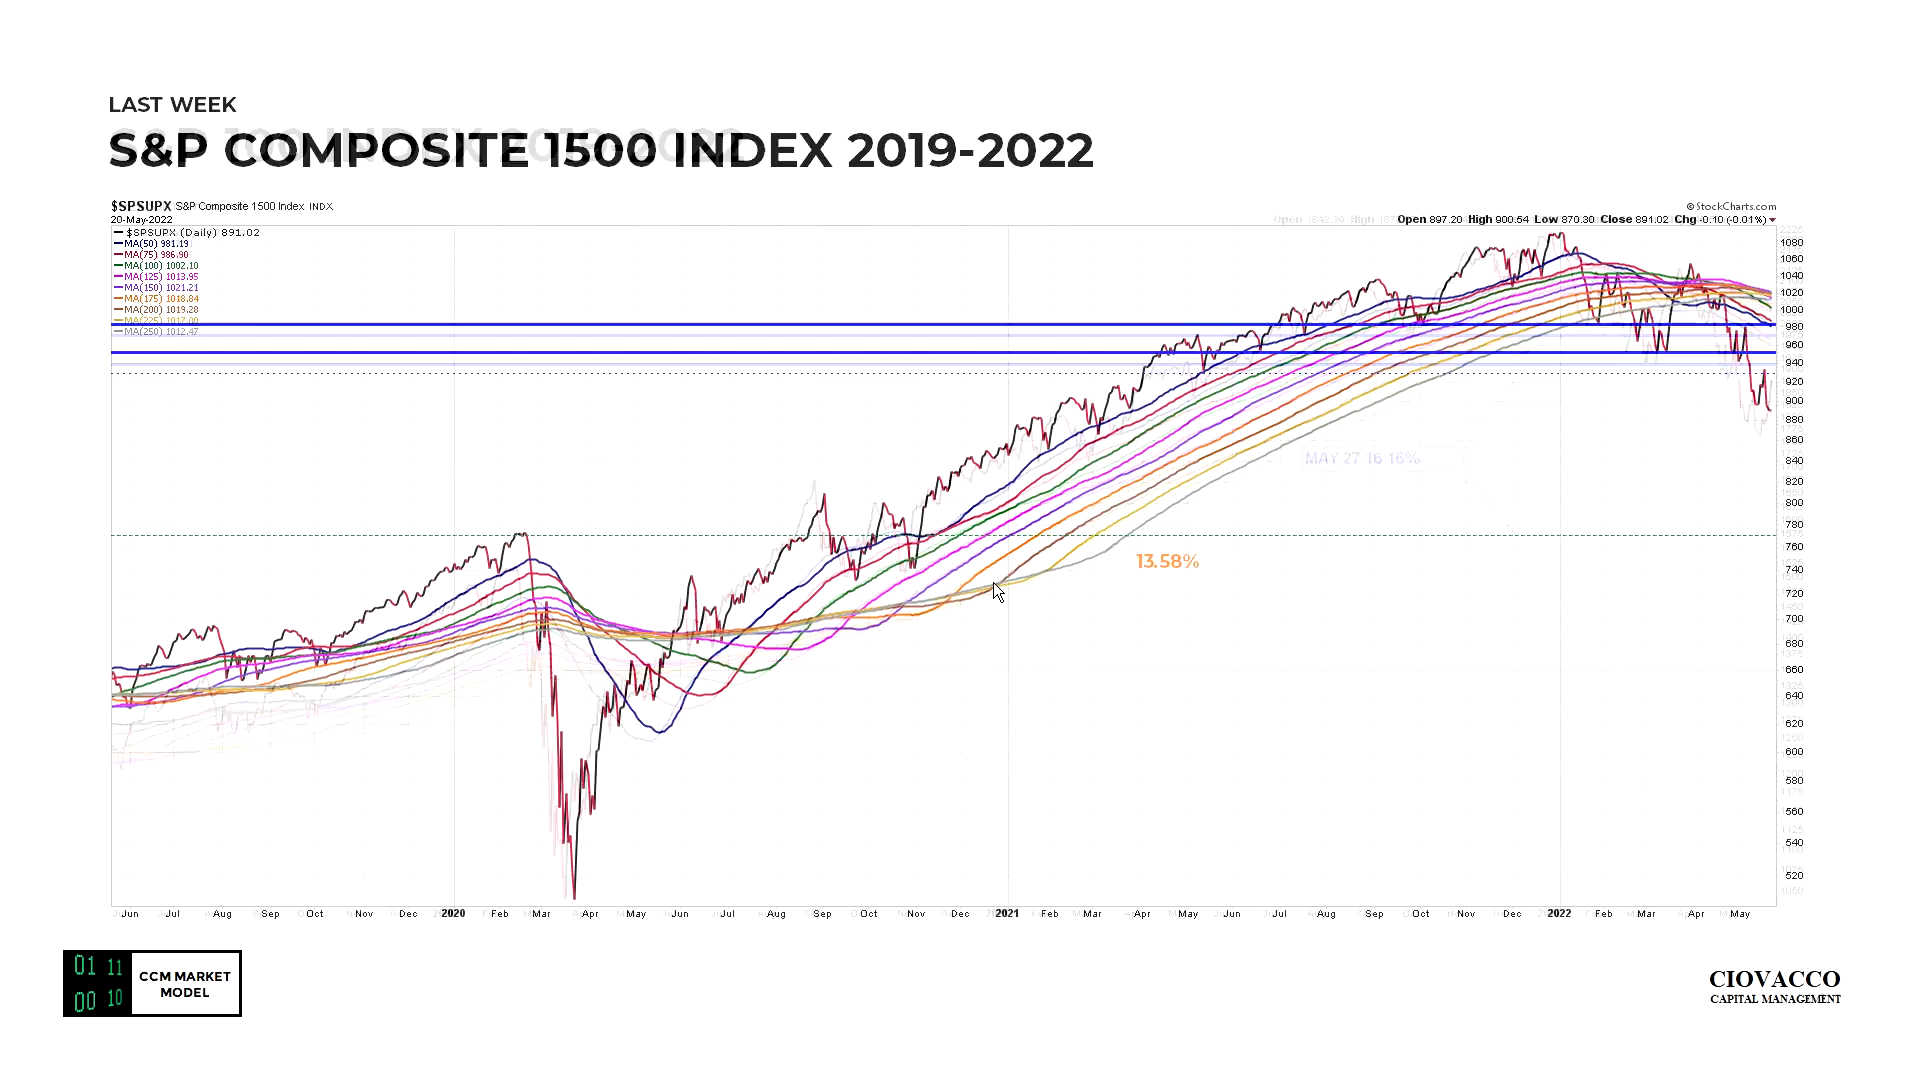 LAST WEEK
S&P COMPOSITE 1500 INDEX 2019-2022
$SPSUPX S&P Composite 1500 Index INDX
© StockCharts.com
20-May-2022
Open 897.20 High 900.54 Low 870.30 Close 891.02 Chg -0.10 (-0.01%)
$SPSUPX (Daily) 891.02
MA(50) 981.19
MA(75) 986.90
MA(100) 1002.10
MA(125) 1013.95
MA(150) 1021.21
MA(175) 1018.84
MA(200) 1019.28
MA(225) 1017.00
MA(250) 1012.47
1080
1060
1040
1020
1000
980
960
940
920
900
880
860
840
820
800
780
760
740
720
700
680
660
640
620
600
580
560
540
520
MAY 27 16 16%
13.58%
Jun Jul Aug Sep Oct Nov Dec 2020 Feb Mar Apr May Jun Jul Aug Sep Oct Nov Dec 2021 Feb Mar Apr May Jun Jul Aug Sep Oct Nov Dec 2022 Feb Mar Apr May
01 11
00 10
CCM MARKET
MODEL
CIOVACCO
CAPITAL MANAGEMENT